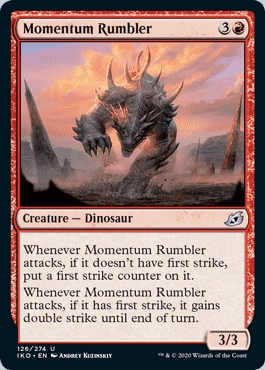 Momentum Rumbler 3
Creature — Dinosaur
Whenever Momentum Rumbler
attacks, if it doesn't have first strike,
put a first strike counter on it.
Whenever Momentum Rumbler
attacks, if it has first strike, it gains
double strike until end of turn.
3/3
126/274 U
IKO • EN Andrey Kuzinskiy ™ & © 2020 Wizards of the Coast